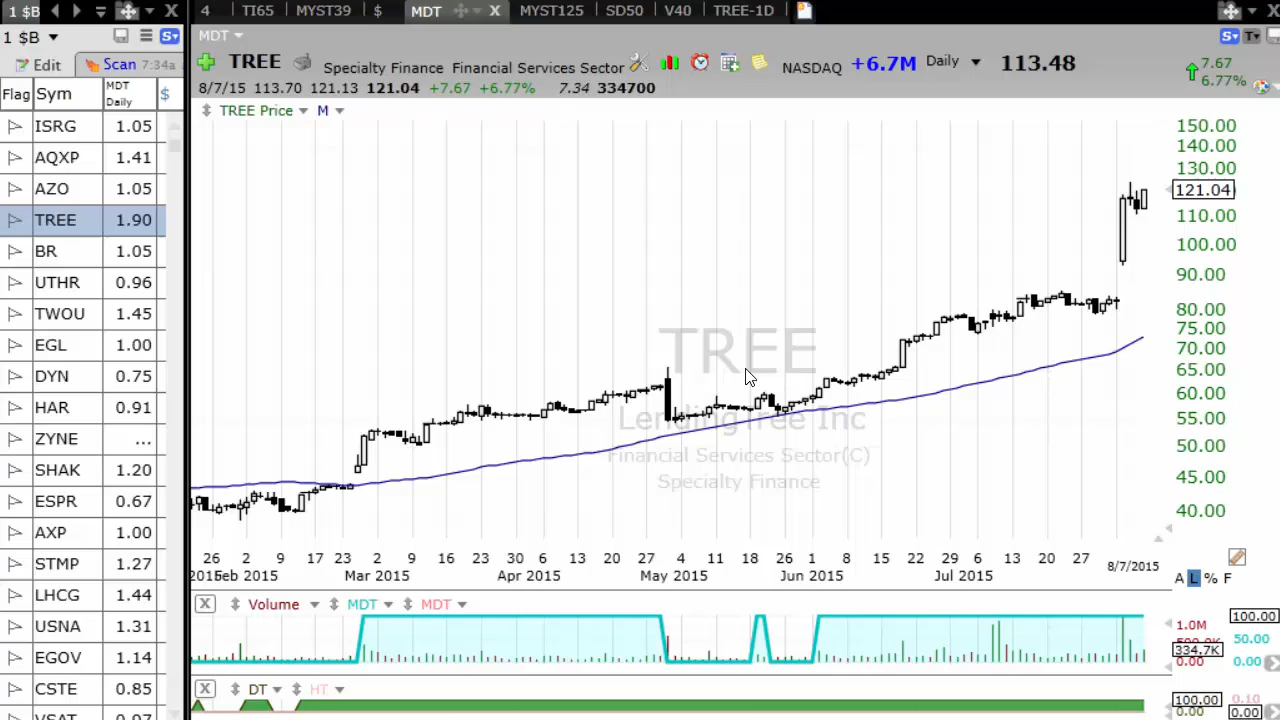 1 $B 4 TI65 MYST39 $ MDT X MYST125 SD50 V40 TREE-1D
1 $B S MDT S T
Edit Scan 7:34a
Flag Sym MDT Daily $
ISRG 1.05
AQXP 1.41
AZO 1.05
TREE 1.90
BR 1.05
UTHR 0.96
TWOU 1.45
EGL 1.00
DYN 0.75
HAR 0.91
ZYNE ...
SHAK 1.20
ESPR 0.67
AXP 1.00
STMP 1.27
LHCG 1.44
USNA 1.31
EGOV 1.14
CSTE 0.85
VSAT 0.97
TREE Specialty Finance Financial Services Sector NASDAQ +6.7M Daily 113.48
7.67
6.77%
8/7/15 113.70 121.13 121.04 +7.67 +6.77% 7.34 334700
TREE Price M
150.00
140.00
130.00
121.04
110.00
100.00
90.00
80.00
75.00
70.00
65.00
60.00
55.00
50.00
45.00
40.00
TREE
LendingTree Inc
Financial Services Sector(C)
Specialty Finance
26 2 9 17 23 2 9 16 23 30 6 13 20 27 4 11 18 26 1 8 15 22 29 6 13 20 27
2015 Feb 2015 Mar 2015 Apr 2015 May 2015 Jun 2015 Jul 2015 8/7/2015
A L % F
X Volume MDT MDT
100.00
1.0M 50.00
334.7K
0.00 0.00
X DT HT
100.00 0.10
0.00 0.00